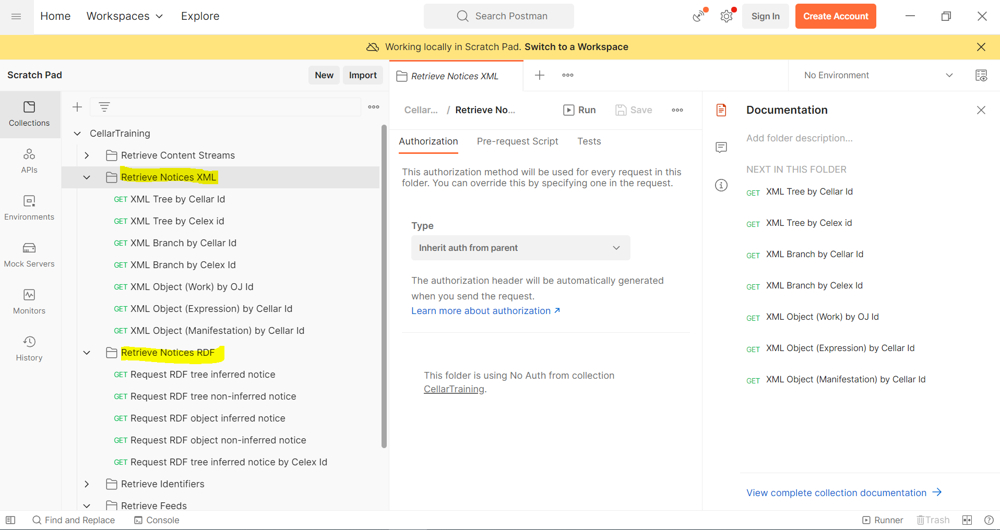 Home Workspaces Explore Search Postman Sign In Create Account
Working locally in Scratch Pad. Switch to a Workspace
Scratch Pad New Import
Retrieve Notices XML
No Environment
Collections
APIs
Environments
Mock Servers
Monitors
History
CellarTraining
Retrieve Content Streams
Retrieve Notices XML
GET XML Tree by Cellar Id
GET XML Tree by Celex id
GET XML Branch by Cellar Id
GET XML Branch by Celex Id
GET XML Object (Work) by OJ Id
GET XML Object (Expression) by Cellar Id
GET XML Object (Manifestation) by Cellar Id
Retrieve Notices RDF
GET Request RDF tree inferred notice
GET Request RDF tree non-inferred notice
GET Request RDF object inferred notice
GET Request RDF object non-inferred notice
GET Request RDF tree inferred notice by Celex Id
Retrieve Identifiers
Retrieve Feeds
Cellar... / Retrieve No... Run Save
Authorization Pre-request Script Tests
This authorization method will be used for every request in this
folder. You can override this by specifying one in the request.
Type
Inherit auth from parent
The authorization header will be automatically generated
when you send the request.
Learn more about authorization ↗
This folder is using No Auth from collection
CellarTraining.
Documentation
Add folder description...
NEXT IN THIS FOLDER
GET XML Tree by Cellar Id
GET XML Tree by Celex id
GET XML Branch by Cellar Id
GET XML Branch by Celex Id
GET XML Object (Work) by OJ Id
GET XML Object (Expression) by Cellar Id
GET XML Object (Manifestation) by Cellar Id
View complete collection documentation →
Find and Replace Console Runner Trash